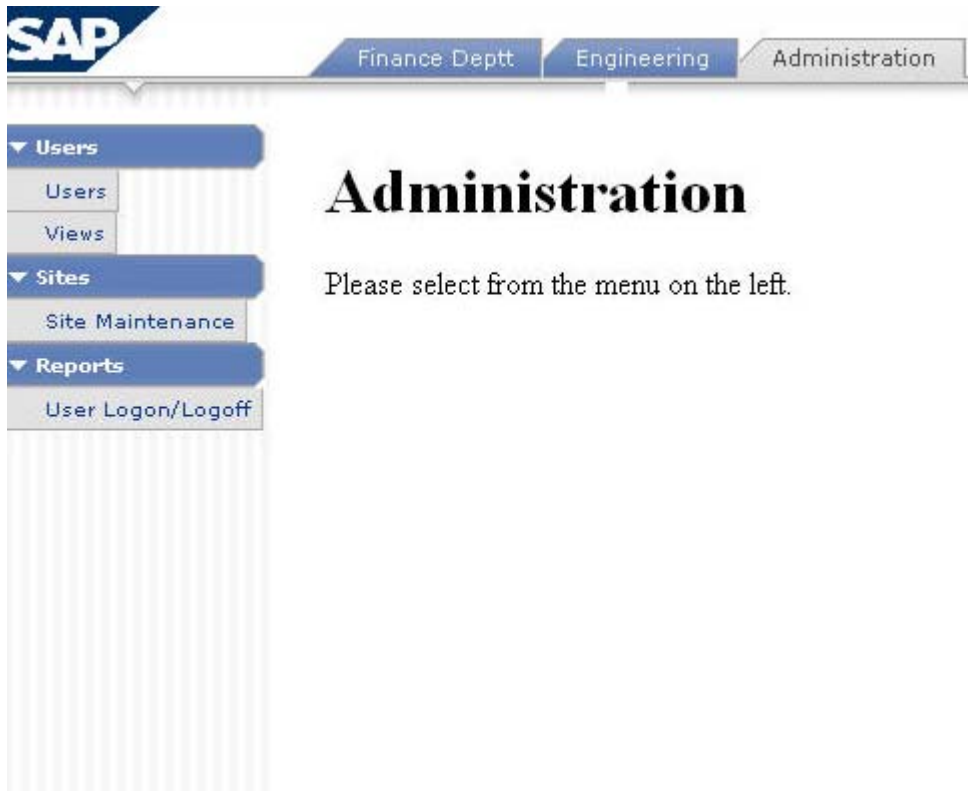 SAP
Finance Deptt
Engineering
Administration
Users
Users
Views
Sites
Site Maintenance
Reports
User Logon/Logoff
Administration
Please select from the menu on the left.